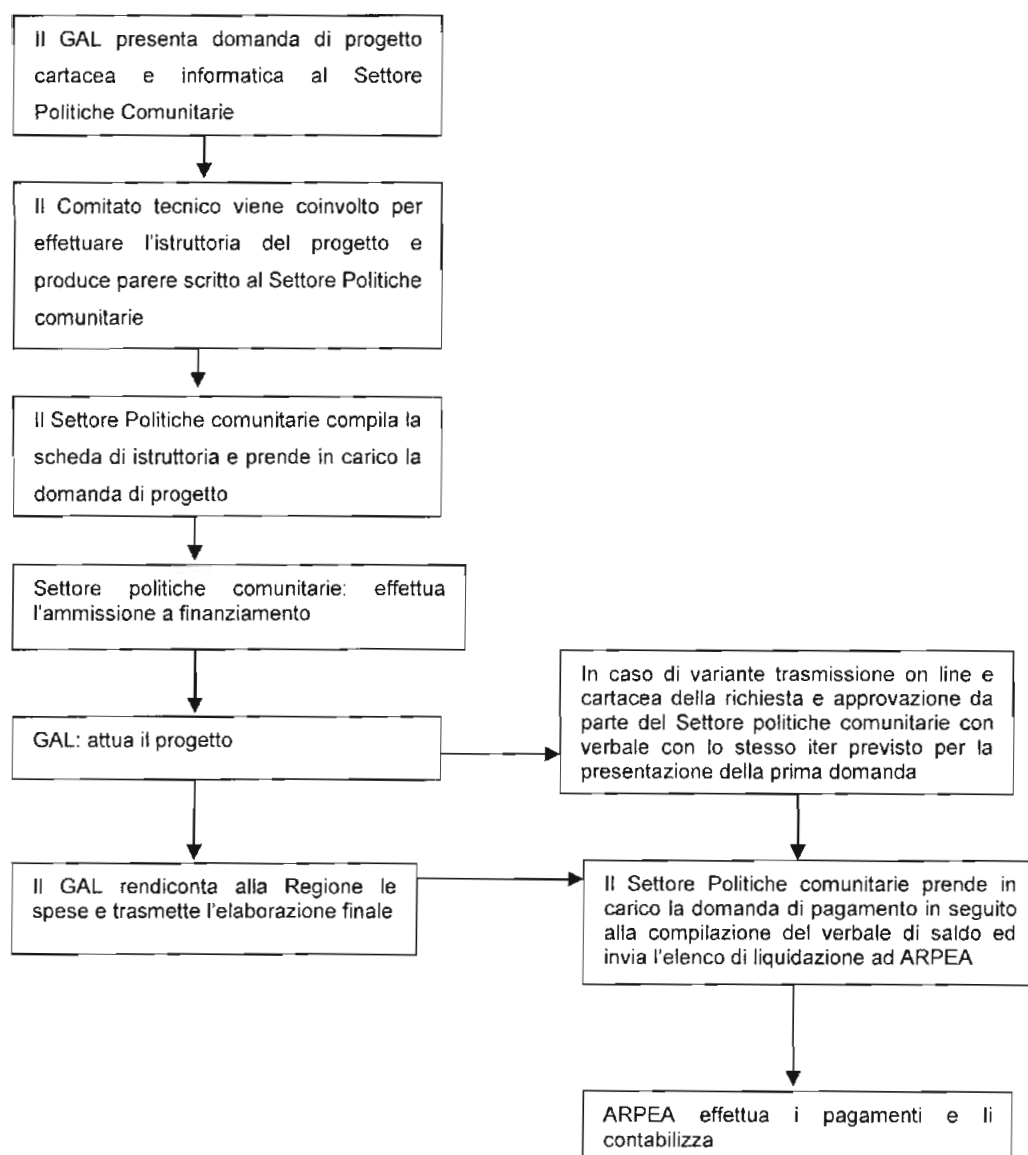 Il GAL presenta domanda di progetto
cartacea e informatica al Settore
Politiche Comunitarie
Il Comitato tecnico viene coinvolto per
effettuare l'istruttoria del progetto e
produce parere scritto al Settore Politiche
comunitarie
Il Settore Politiche comunitarie compila la
scheda di istruttoria e prende in carico la
domanda di progetto
Settore politiche comunitarie: effettua
l'ammissione a finanziamento
GAL: attua il progetto
In caso di variante trasmissione on line e
cartacea della richiesta e approvazione da
parte del Settore politiche comunitarie con
verbale con lo stesso iter previsto per la
presentazione della prima domanda
Il GAL rendiconta alla Regione le
spese e trasmette l'elaborazione finale
Il Settore Politiche comunitarie prende in
carico la domanda di pagamento in seguito
alla compilazione del verbale di saldo ed
invia l'elenco di liquidazione ad ARPEA
ARPEA effettua i pagamenti e li
contabilizza